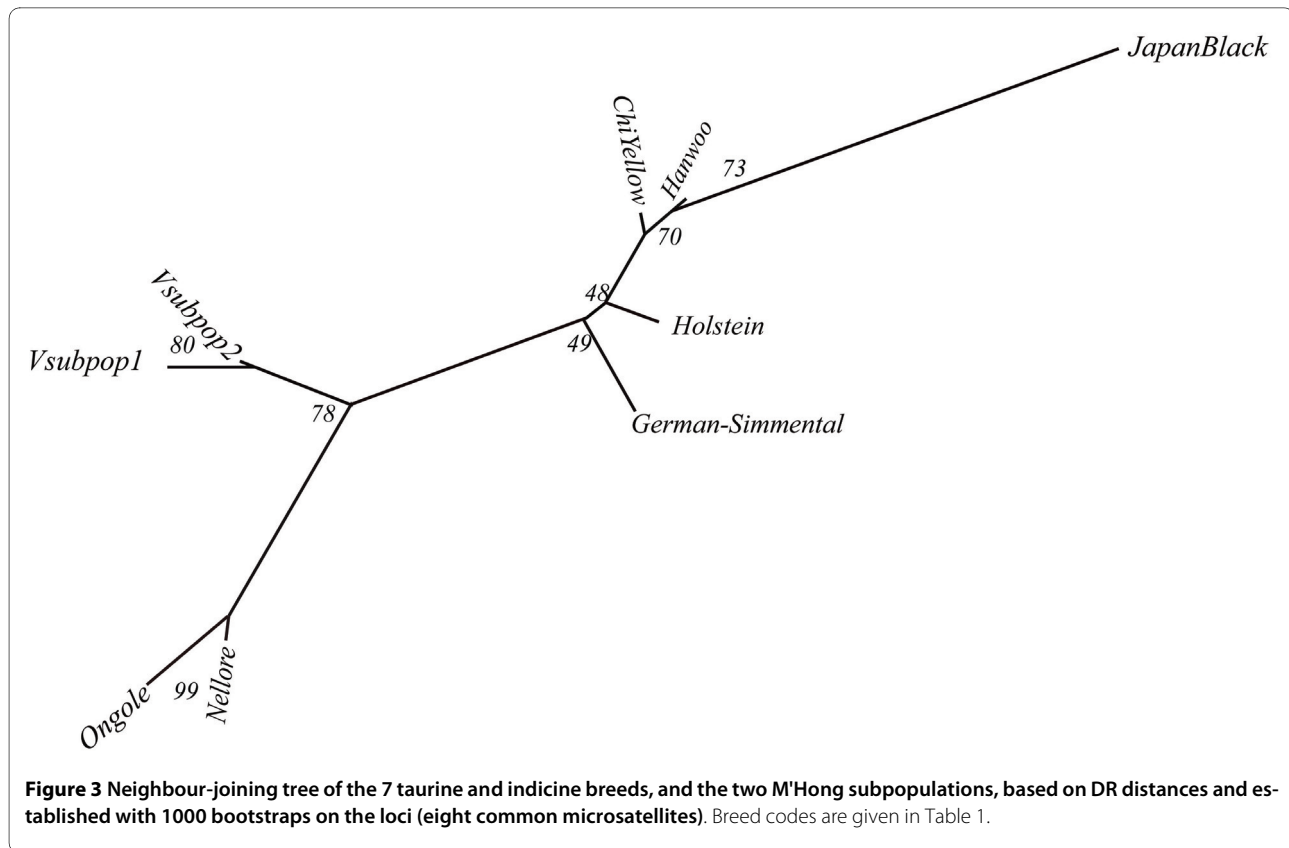 JapanBlack
ChiYellow
Hanwoo
73
70
Vsubpop2
48
Holstein
80
49
Vsubpop1
78
German-Simmental
Nellore
99
Ongole
Figure 3 Neighbour-joining tree of the 7 taurine and indicine breeds, and the two M'Hong subpopulations, based on DR distances and es-
tablished with 1000 bootstraps on the loci (eight common microsatellites). Breed codes are given in Table 1.